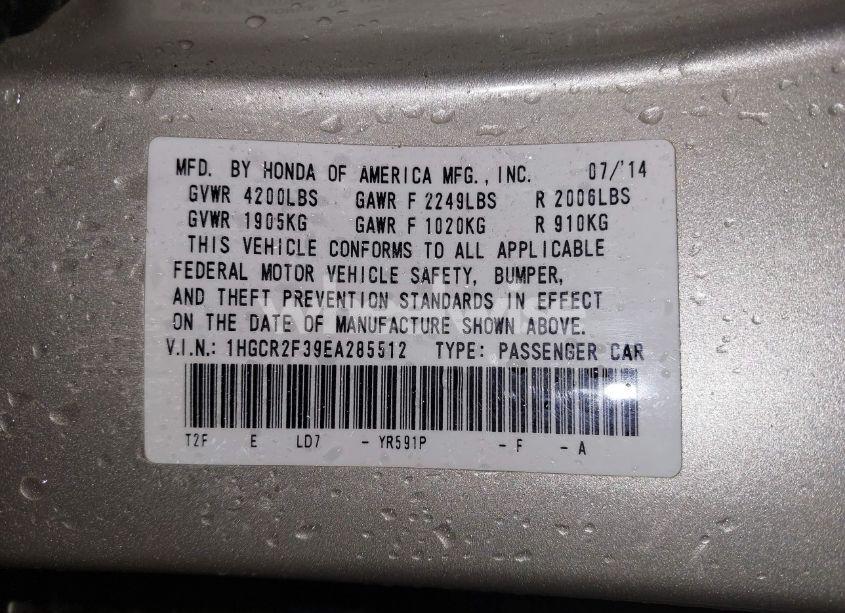 MFD. BY HONDA OF AMERICA MFG., INC. 07/'14
GVWR 4200LBS GAWR F 2249LBS R 2006LBS
GVWR 1905KG GAWR F 1020KG R 910KG
THIS VEHICLE CONFORMS TO ALL APPLICABLE
FEDERAL MOTOR VEHICLE SAFETY, BUMPER,
AND THEFT PREVENTION STANDARDS IN EFFECT
ON THE DATE OF MANUFACTURE SHOWN ABOVE.
V.I.N.: 1HGCR2F39EA285512 TYPE: PASSENGER CAR
T2F E LD7 - YR591P - F - A